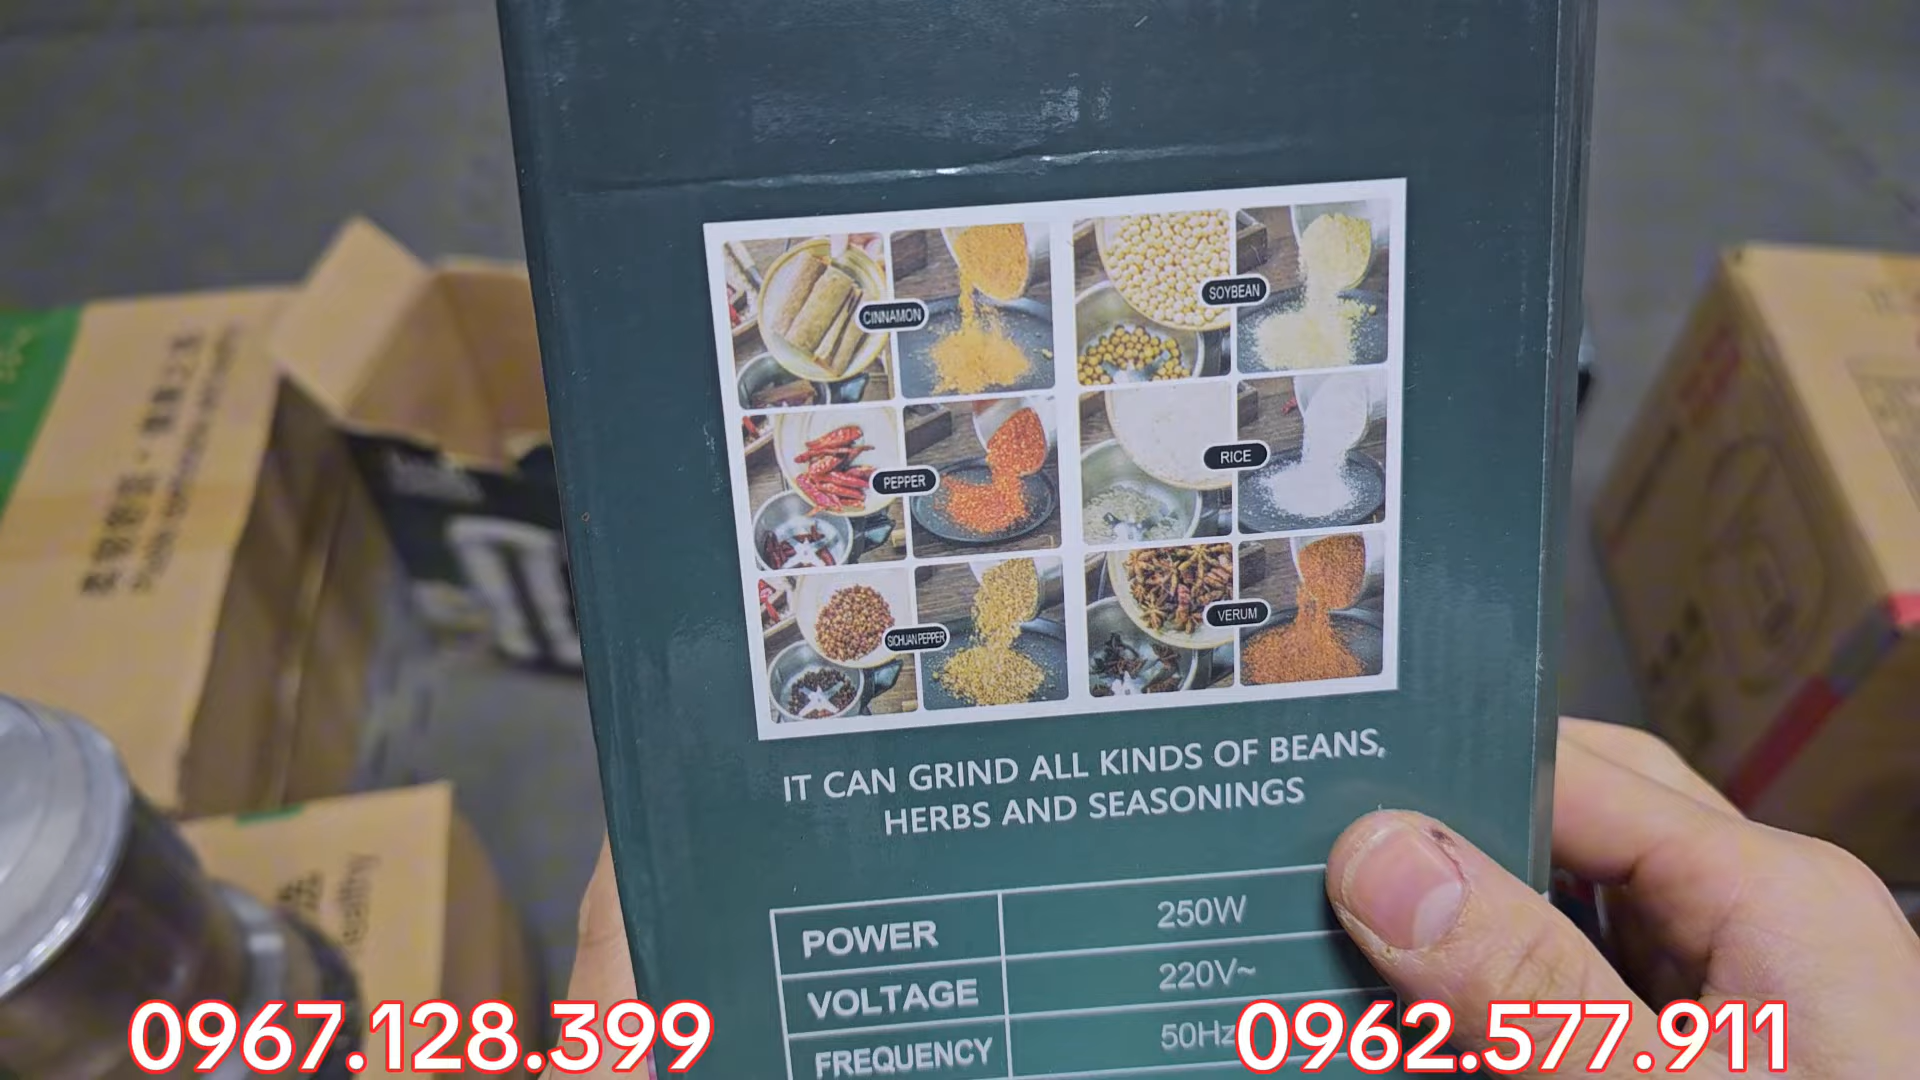 CINNAMON
SOYBEAN
PEPPER
RICE
SICHUAN PEPPER
VERUM
IT CAN GRIND ALL KINDS OF BEANS,
HERBS AND SEASONINGS
POWER 250W
VOLTAGE 220V~
FREQUENCY 50Hz
0967.128.399
0962.577.911